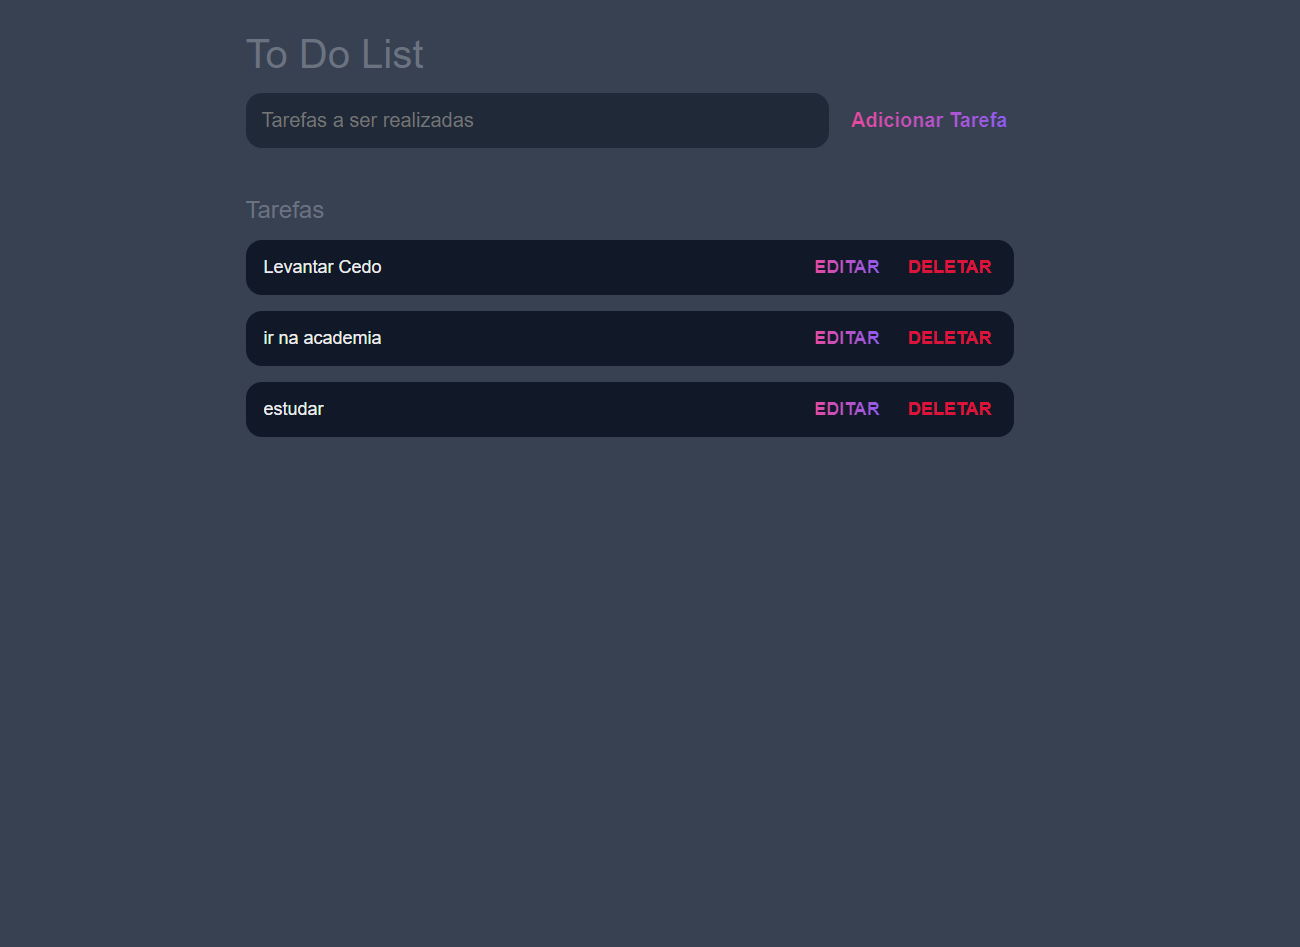 To Do List
Tarefas a ser realizadas Adicionar Tarefa
Tarefas
Levantar Cedo EDITAR DELETAR
ir na academia EDITAR DELETAR
estudar EDITAR DELETAR